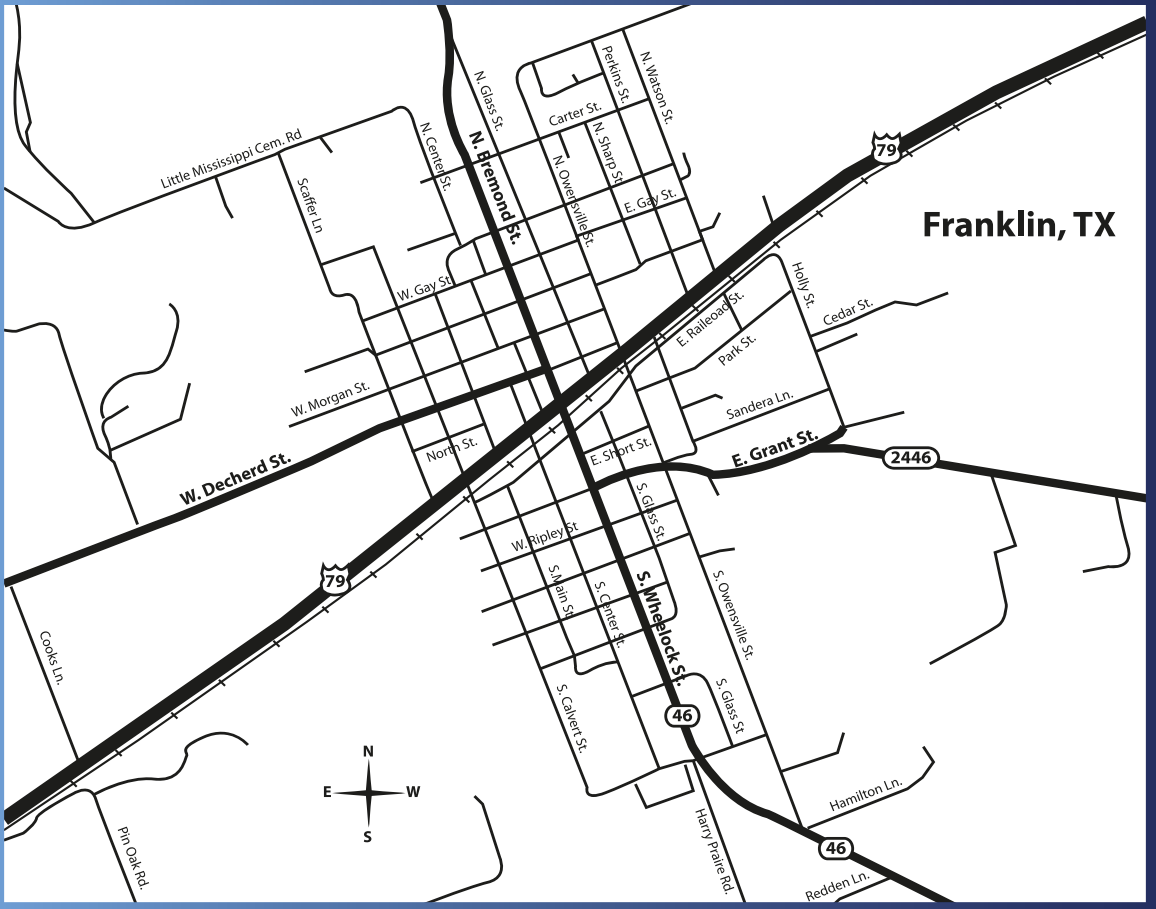 N. Glass St.
Perkins St.
N. Watson St.
Carter St.
Little Mississippi Cem. Rd
N. Center St.
N. Bremond St.
N. Sharp St
N. Owensville St.
79
Scaffer Ln
E. Gay St.
Franklin, TX
W. Gay St
Holly St.
E. Raileoad St.
Cedar St.
Park St.
W. Morgan St.
Sandera Ln.
North St.
E. Short St.
E. Grant St.
2446
W. Decherd St.
S. Glass St.
W. Ripley St
79
S.Main St
S. Center St.
S. Wheelock St.
S. Owensville St.
Cooks Ln.
S. Calvert St.
S. Glass St
46
N
E
W
S
Hamilton Ln.
Pin Oak Rd.
Harry Praire Rd.
46
Redden Ln.